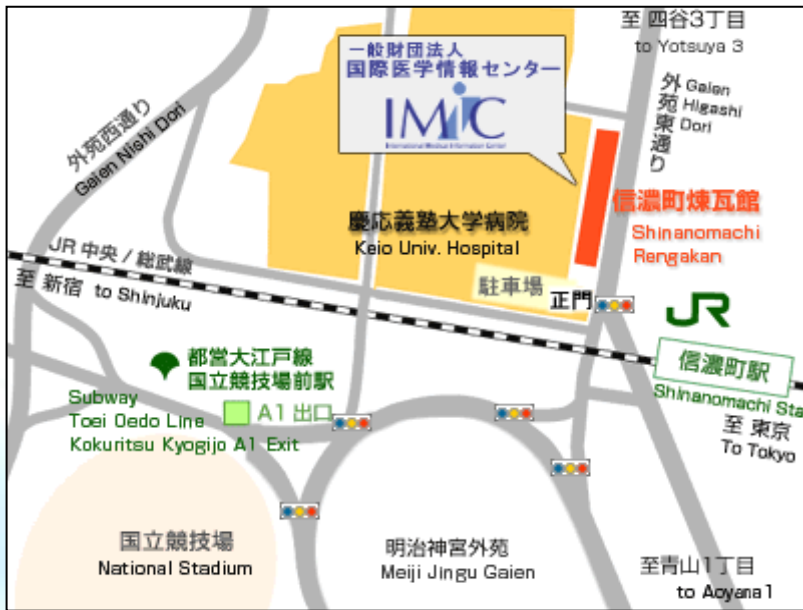 至 四谷3丁目
to Yotsuya 3
一般財団法人
国際医学情報センター
IMIC
International Medical Information Center
外苑東通り
Gaien
Higashi
Dori
外苑西通り
Gaien Nishi Dori
信濃町煉瓦館
Shinanomachi
Rengakan
慶応義塾大学病院
Keio Univ. Hospital
JR 中央 / 総武線
至 新宿 to Shinjuku
駐車場
正門
JR
信濃町駅
Shinanomachi Sta
都営大江戸線
国立競技場前駅
A1 出口
Subway
Toei Oedo Line
Kokuritsu Kyogijo A1 Exit
至 東京
To Tokyo
国立競技場
National Stadium
明治神宮外苑
Meiji Jingu Gaien
至青山1丁目
to Aoyana 1